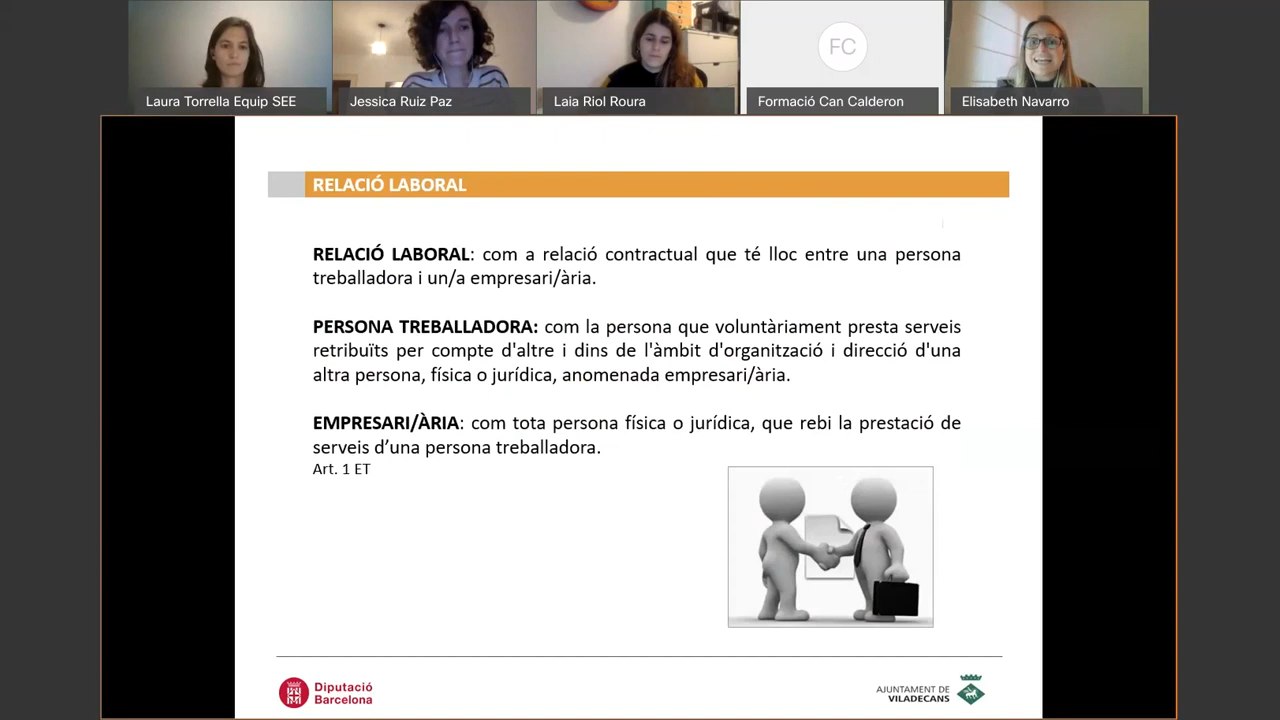 FC
Laura Torrella Equip SEE
Jessica Ruiz Paz
Laia Riol Roura
Formació Can Calderon
Elisabeth Navarro
RELACIÓ LABORAL
RELACIÓ LABORAL: com a relació contractual que té lloc entre una persona
treballadora i un/a empresari/ària.
PERSONA TREBALLADORA: com la persona que voluntàriament presta serveis
retribuïts per compte d'altre i dins de l'àmbit d'organització i direcció d'una
altra persona, física o jurídica, anomenada empresari/ària.
EMPRESARI/ÀRIA: com tota persona física o jurídica, que rebi la prestació de
serveis d’una persona treballadora.
Art. 1 ET
Diputació
Barcelona
AJUNTAMENT DE
VILADECANS